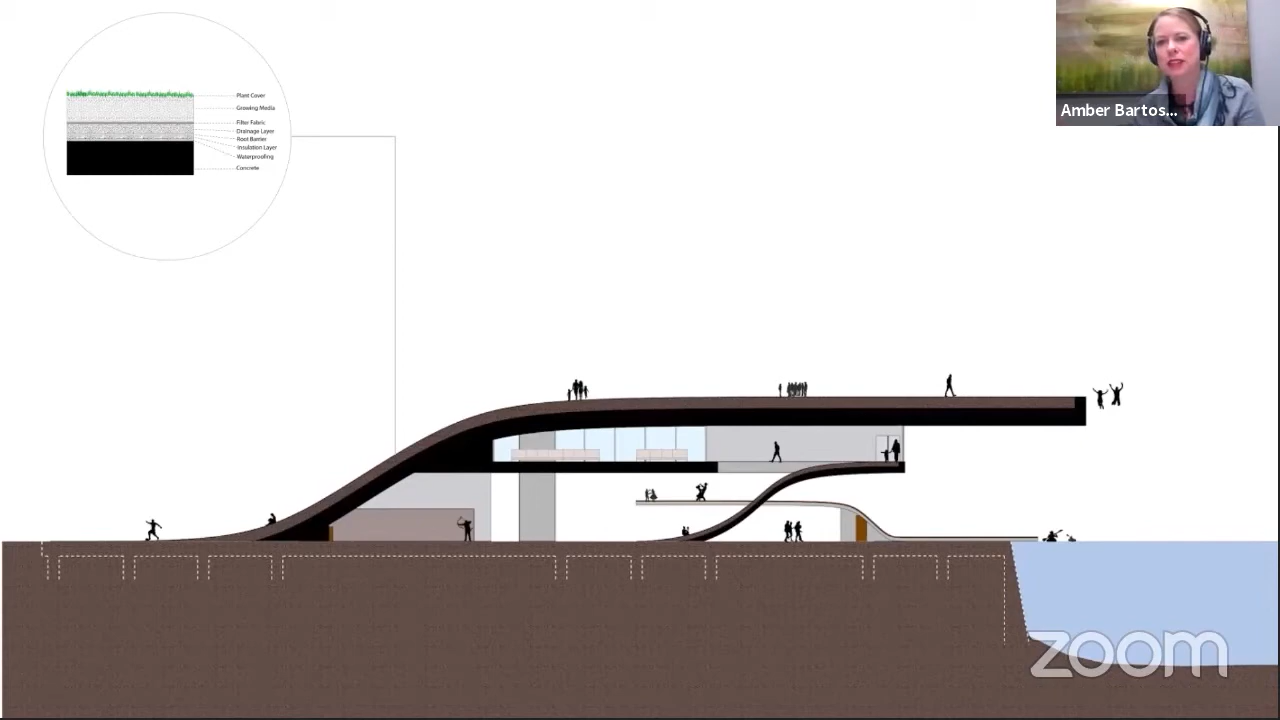 Plant Cover
Growing Media
Filter Fabric
Drainage Layer
Root Barrier
Insulation Layer
Waterproofing
Concrete
Amber Bartos...
zoom